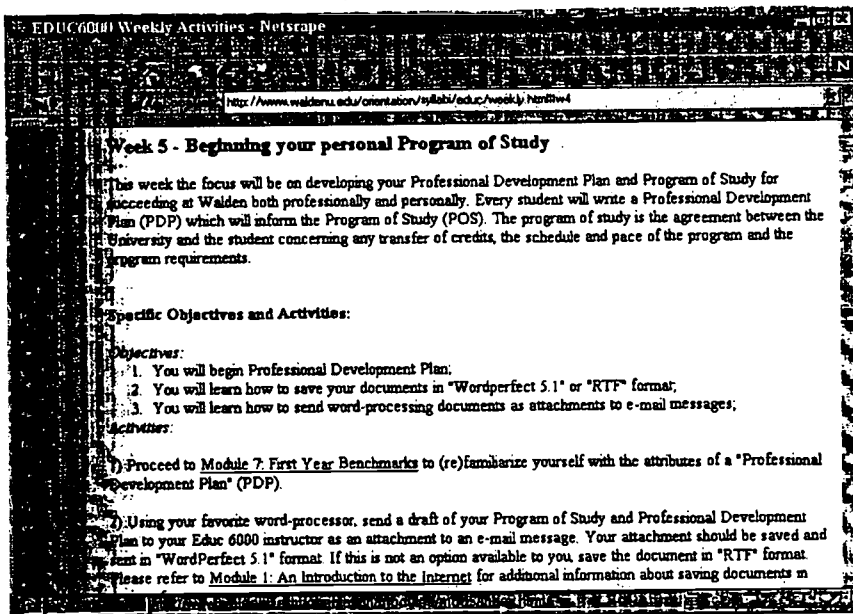 EDUC6000 Weekly Activities - Netscape
http://www.waldenu.edu/orientation/syllabi/educ/weekly.html#w4
Week 5 - Beginning your personal Program of Study
This week the focus will be on developing your Professional Development Plan and Program of Study for
succeeding at Walden both professionally and personally. Every student will write a Professional Development
Plan (PDP) which will inform the Program of Study (POS). The program of study is the agreement between the
University and the student concerning any transfer of credits, the schedule and pace of the program and the
program requirements.
Specific Objectives and Activities:
Objectives:
1. You will begin Professional Development Plan;
2. You will learn how to save your documents in "Wordperfect 5.1" or "RTF" format;
3. You will learn how to send word-processing documents as attachments to e-mail messages;
Activities:
1) Proceed to Module 7: First Year Benchmarks to (re)familiarize yourself with the attributes of a "Professional
Development Plan" (PDP).
2) Using your favorite word-processor, send a draft of your Program of Study and Professional Development
Plan to your Educ 6000 instructor as an attachment to an e-mail message. Your attachment should be saved and
sent in "WordPerfect 5.1" format. If this is not an option available to you, save the document in "RTF" format.
Please refer to Module 1: An Introduction to the Internet for additional information about saving documents in